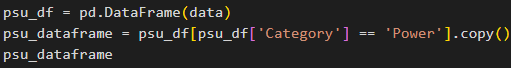 psu_df = pd.DataFrame(data)
psu_dataframe = psu_df[psu_df['Category'] == 'Power'].copy()
psu_dataframe